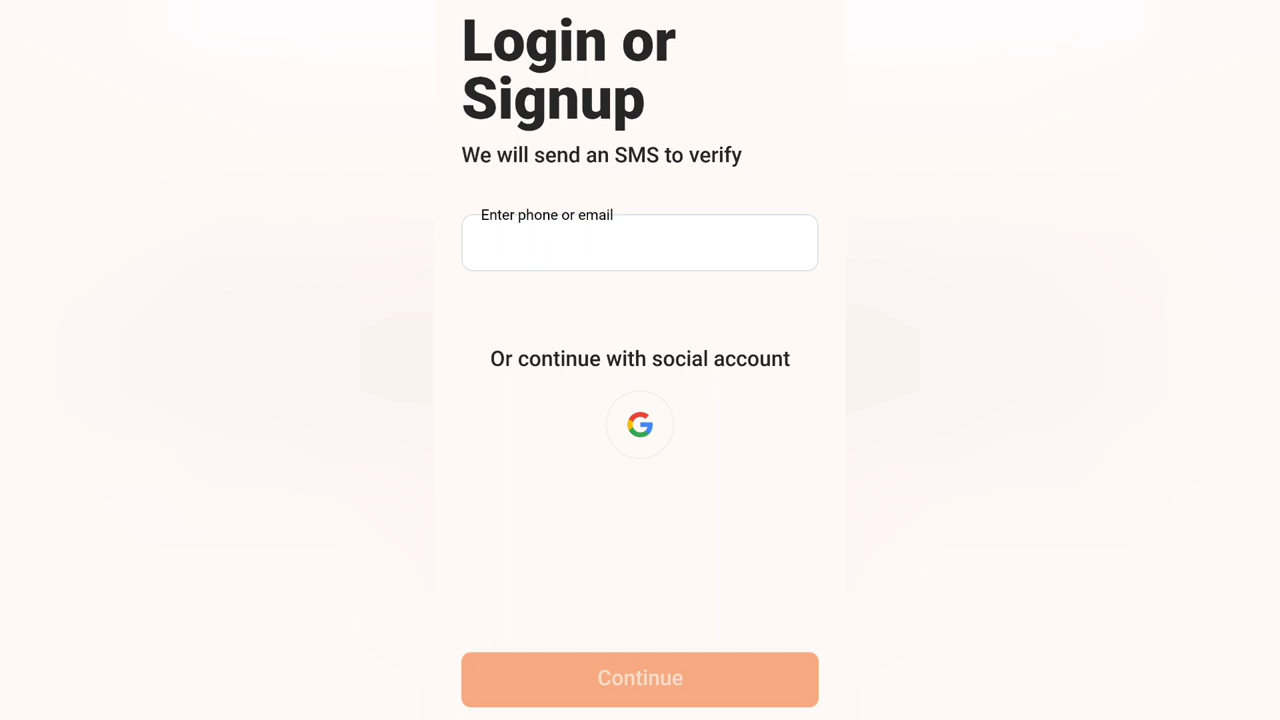 Login or
Signup
We will send an SMS to verify
Enter phone or email
Or continue with social account
Continue